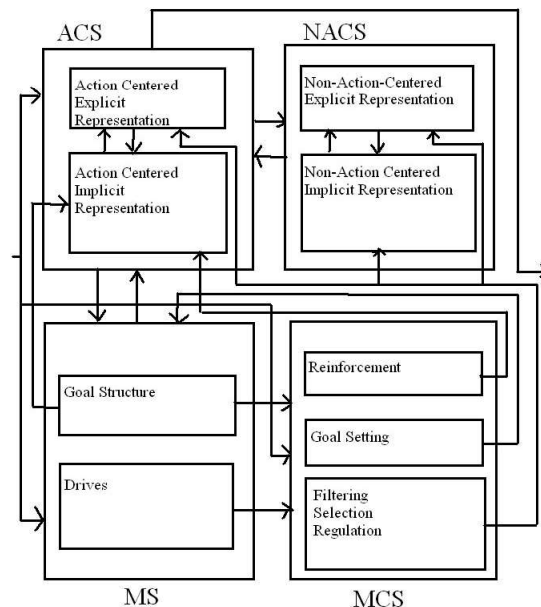 ACS
NACS
Action Centered
Explicit
Representation
Non-Action-Centered
Explicit Representation
Action Centered
Implicit
Representation
Non-Action Centered
Implicit Representation
Goal Structure
Reinforcement
Goal Setting
Drives
Filtering
Selection
Regulation
MS
MCS